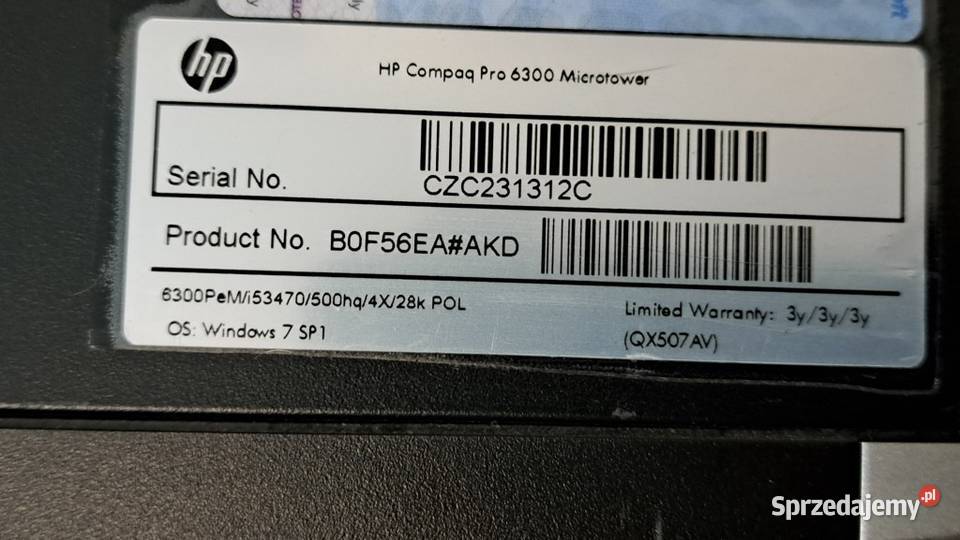 hp
HP Compaq Pro 6300 Microtower
Serial No.
CZC231312C
Product No. B0F56EA#AKD
6300PeM/i53470/500hq/4X/28k POL
Limited Warranty: 3y/3y/3y
OS: Windows 7 SP1
(QX507AV)
Sprzedajemy.pl